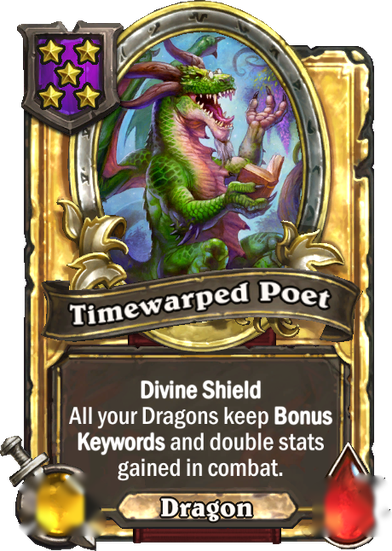 Timewarped Poet
Divine Shield
All your Dragons keep Bonus
Keywords and double stats
gained in combat.
Dragon